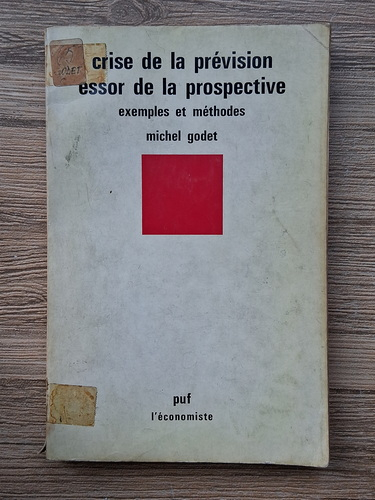 crise de la prévision
essor de la prospective
exemples et méthodes
michel godet
puf
l'économiste